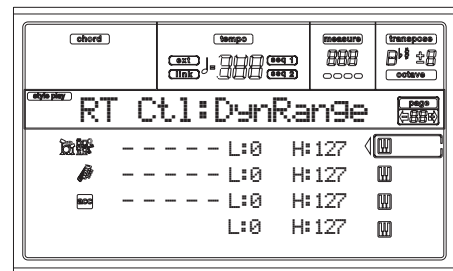 chord tempo measure transpose
ext seq 1
link seq 2
octave
style play
RT Ctl:DynRange
page
- - - - - L:0 H:127
- - - - - L:0 H:127
acc - - - - - L:0 H:127
L:0 H:127